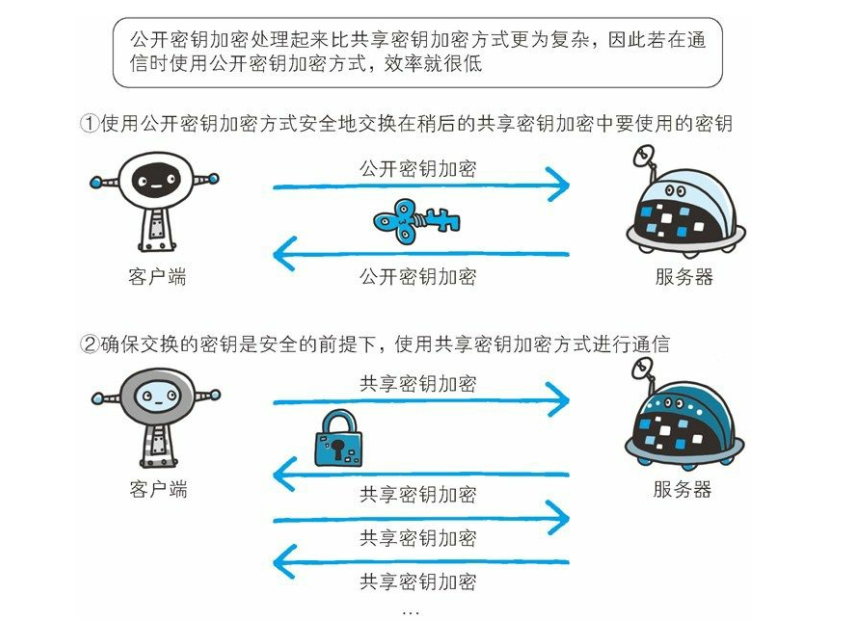 公开密钥加密处理起来比共享密钥加密方式更为复杂，因此若在通
信时使用公开密钥加密方式，效率就很低
①使用公开密钥加密方式安全地交换在稍后的共享密钥加密中要使用的密钥
公开密钥加密
公开密钥加密
客户端
服务器
②确保交换的密钥是安全的前提下，使用共享密钥加密方式进行通信
共享密钥加密
客户端
服务器
共享密钥加密
共享密钥加密
共享密钥加密
…